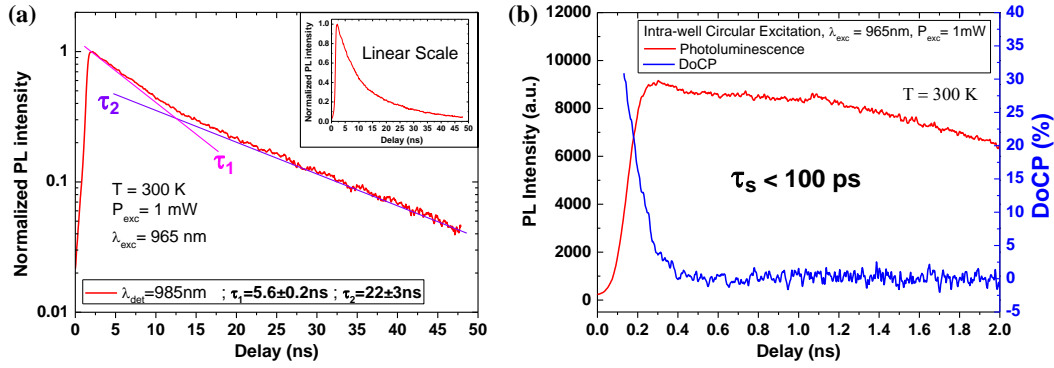 (a)
Normalized PL intensity
1
0.1
0.01
0 5 10 15 20 25 30 35 40 45 50
Delay (ns)
τ2
τ1
T = 300 K
Pexc= 1 mW
λexc= 965 nm
λdet=985nm ; τ1=5.6±0.2ns ; τ2=22±3ns
Normalized PL intensity
1.0
0.8
0.6
0.4
0.2
0.0
0 5 10 15 20 25 30 35 40 45 50
Delay (ns)
Linear Scale
(b)
PL Intensity (a.u.)
12000
10000
8000
6000
4000
2000
0
Intra-well Circular Excitation, λexc = 965nm, Pexc = 1mW
Photoluminescence
DoCP
T = 300 K
τs < 100 ps
0.0 0.2 0.4 0.6 0.8 1.0 1.2 1.4 1.6 1.8 2.0
Delay (ns)
40
35
30
25
20
15
10
5
0
-5
DoCP (%)